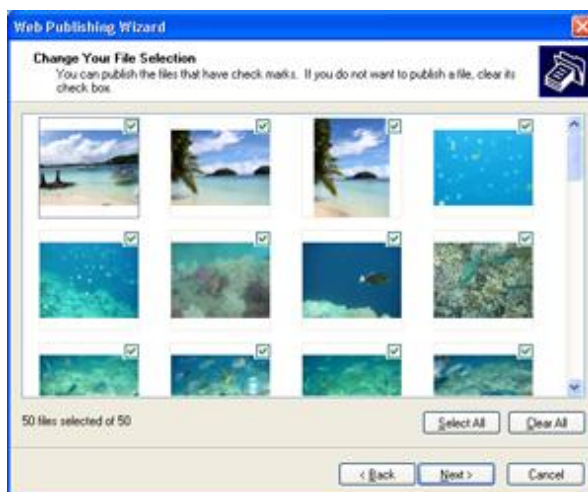 Web Publishing Wizard
Change Your File Selection
You can publish the files that have check marks. If you do not want to publish a file, clear its
check box.
50 files selected of 50
Select All
Clear All
< Back
Next >
Cancel